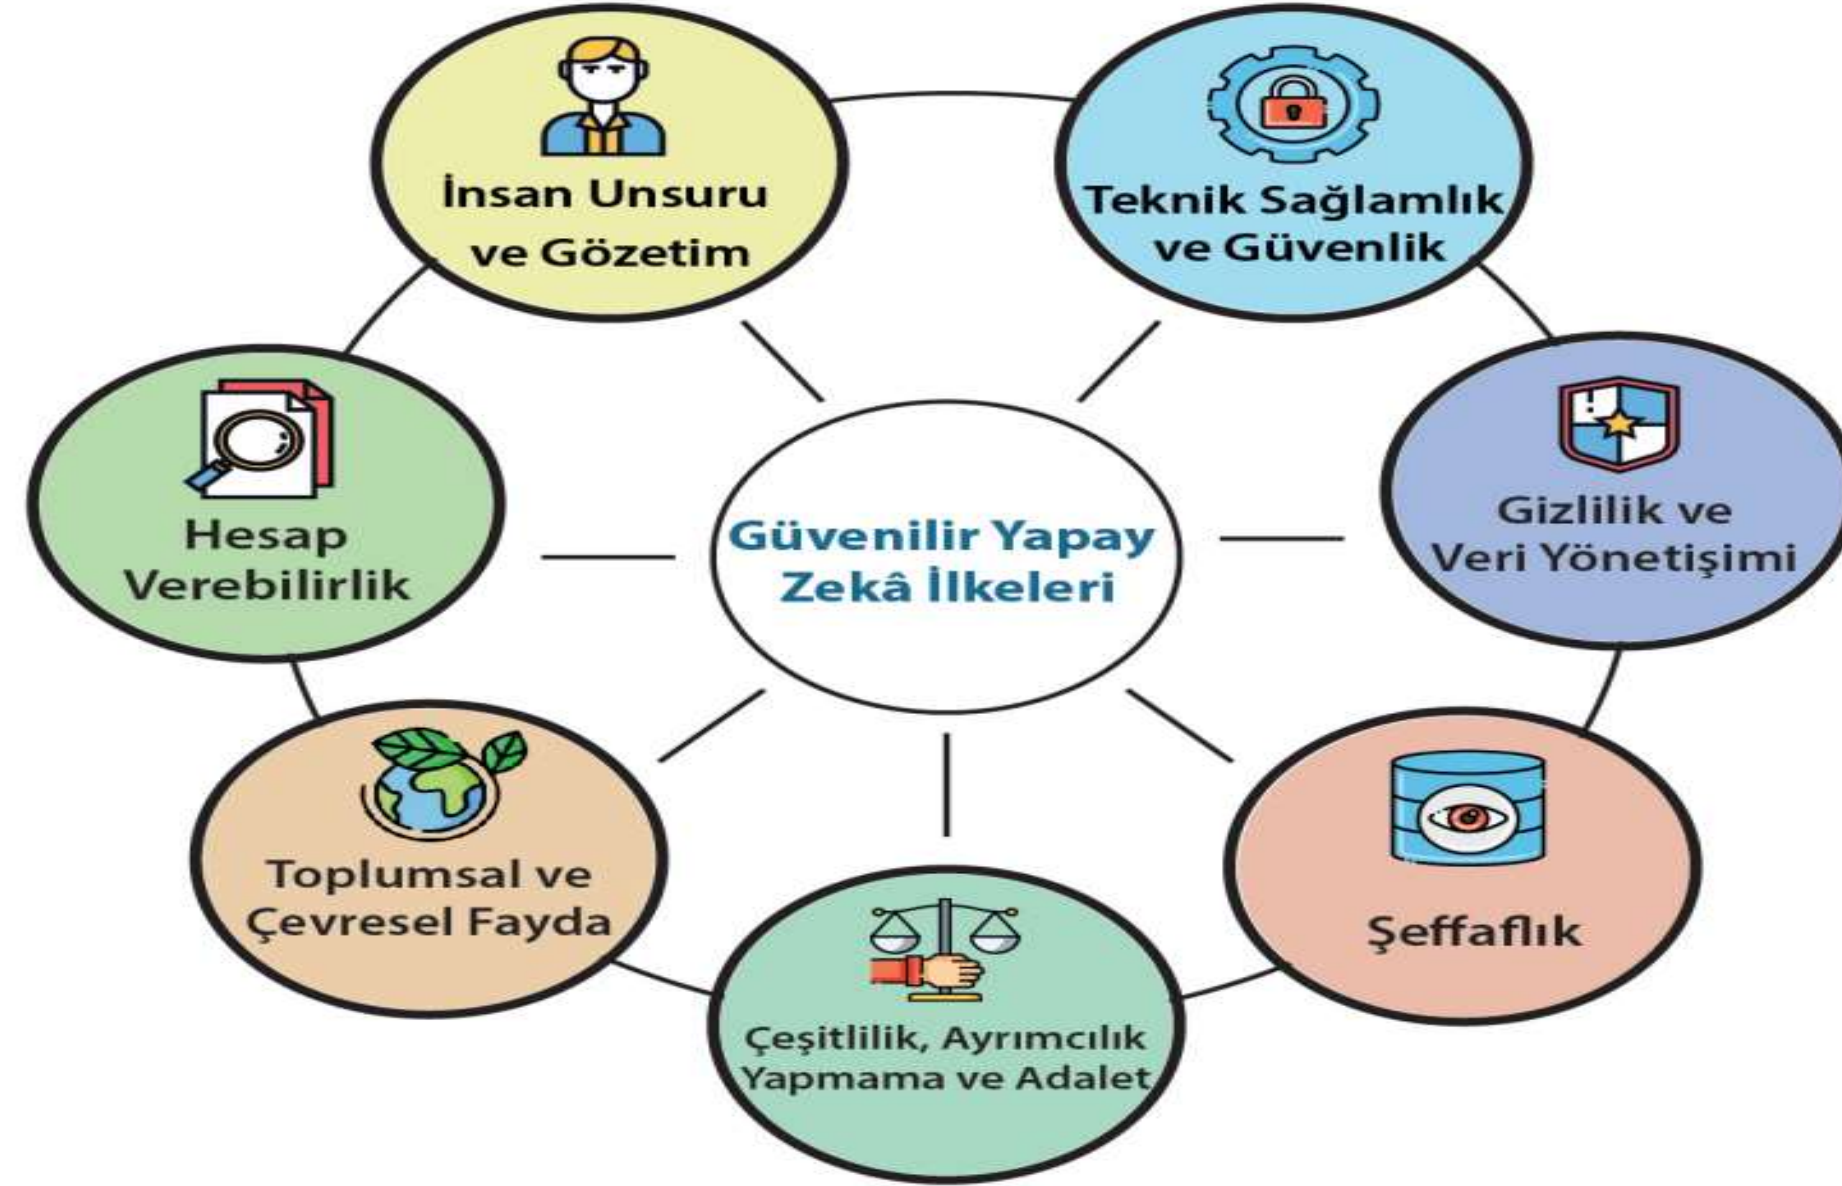 İnsan Unsuru
ve Gözetim
Teknik Sağlamlık
ve Güvenlik
Gizlilik ve
Veri Yönetişimi
Şeffaflık
Çeşitlilik, Ayrımcılık
Yapmama ve Adalet
Toplumsal ve
Çevresel Fayda
Hesap
Verebilirlik
Güvenilir Yapay
Zekâ İlkeleri